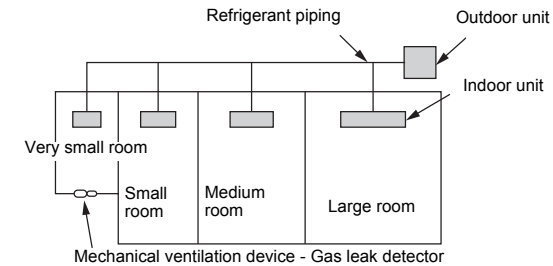 Refrigerant piping
Outdoor unit
Indoor unit
Very small room
Small
room
Medium
room
Large room
Mechanical ventilation device - Gas leak detector